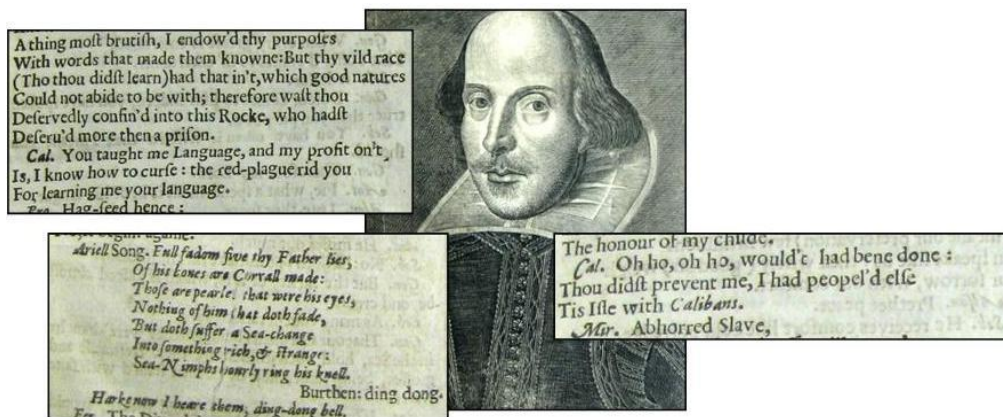 A thing moſt brutiſh, I endow'd thy purpoſes
With words that made them knowne: But thy vild race
(Tho thou didſt learn) had that in't, which good natures
Could not abide to be with; therefore waſt thou
Deſervedly confin'd into this Rocke, who hadſt
Deſeru'd more then a priſon.
Cal. You taught me Language, and my profit on't
Is, I know how to curſe: the red-plague rid you
For learning me your language.
Hag-ſeed hence:
Ariell Song. Full fadom five thy Father lies,
Of his bones are Corrall made:
Thoſe are pearles that were his eyes,
Nothing of him that doth fade,
But doth ſuffer a Sea-change
Into ſomething rich, & ſtrange:
Sea-Nimphs hourly ring his knell.
Burthen: ding dong.
Harke now I heare them, ding-dong bell.
The honour of my childe.
Cal. Oh ho, oh ho, would't had bene done:
Thou didſt prevent me, I had peopel'd elſe
Tis Iſle with Calibans.
Mir. Abhorred Slave,